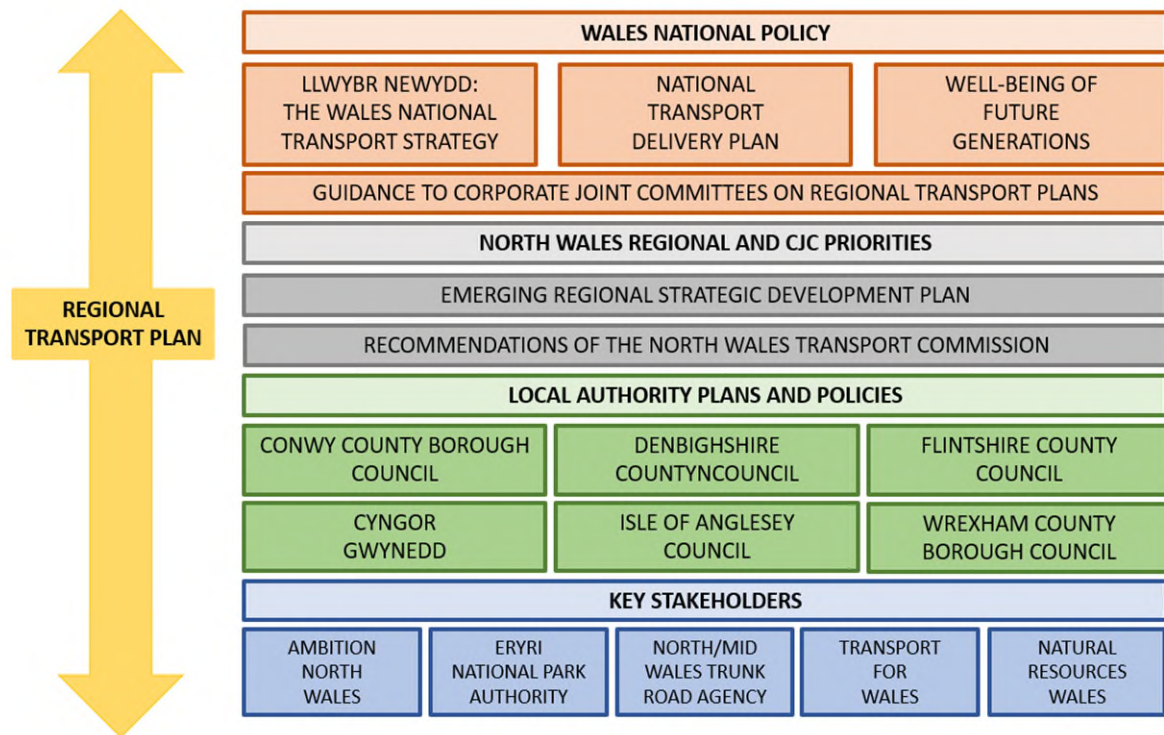 REGIONAL
TRANSPORT PLAN
WALES NATIONAL POLICY
LLWYBR NEWYDD:
THE WALES NATIONAL
TRANSPORT STRATEGY
NATIONAL
TRANSPORT
DELIVERY PLAN
WELL-BEING OF
FUTURE
GENERATIONS
GUIDANCE TO CORPORATE JOINT COMMITTEES ON REGIONAL TRANSPORT PLANS
NORTH WALES REGIONAL AND CJC PRIORITIES
EMERGING REGIONAL STRATEGIC DEVELOPMENT PLAN
RECOMMENDATIONS OF THE NORTH WALES TRANSPORT COMMISSION
LOCAL AUTHORITY PLANS AND POLICIES
CONWY COUNTY BOROUGH
COUNCIL
DENBIGHSHIRE
COUNTYNCOUNCIL
FLINTSHIRE COUNTY
COUNCIL
CYNGOR
GWYNEDD
ISLE OF ANGLESEY
COUNCIL
WREXHAM COUNTY
BOROUGH COUNCIL
KEY STAKEHOLDERS
AMBITION
NORTH
WALES
ERYRI
NATIONAL PARK
AUTHORITY
NORTH/MID
WALES TRUNK
ROAD AGENCY
TRANSPORT
FOR
WALES
NATURAL
RESOURCES
WALES